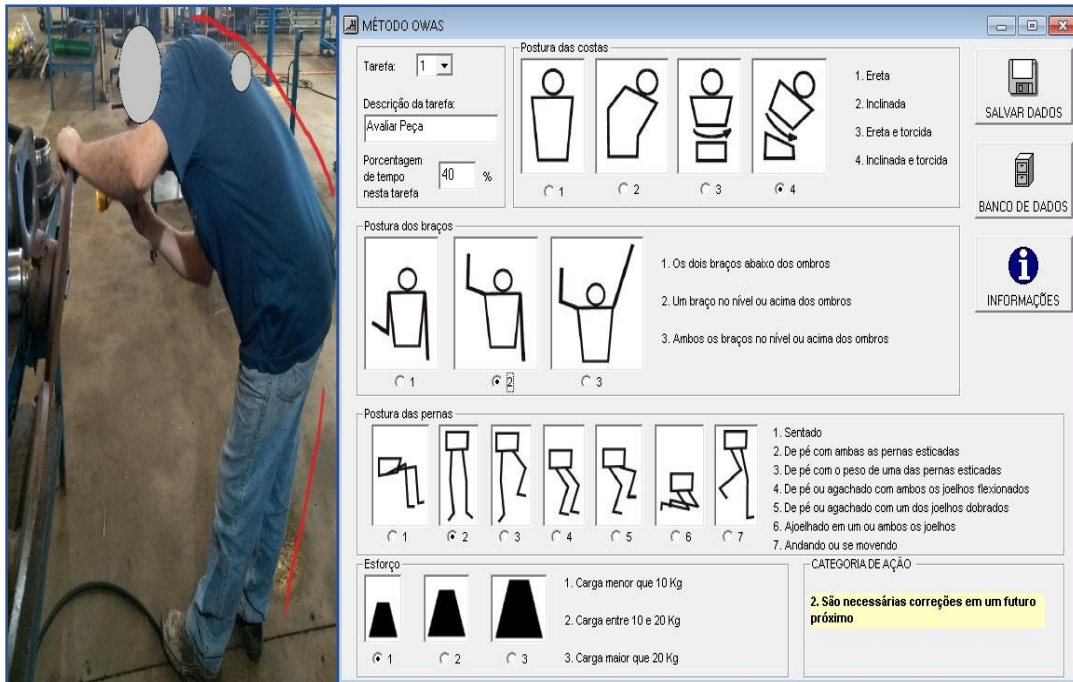 MÉTODO OWAS
Tarefa: 1
Descrição da tarefa:
Avaliar Peça
Porcentagem
de tempo
nesta tarefa
40 %
Postura das costas
1. Ereta
2. Inclinada
3. Ereta e torcida
4. Inclinada e torcida
1 2 3 4
SALVAR DADOS
BANCO DE DADOS
INFORMAÇÕES
Postura dos braços
1. Os dois braços abaixo dos ombros
2. Um braço no nível ou acima dos ombros
3. Ambos os braços no nível ou acima dos ombros
1 2 3
Postura das pernas
1. Sentado
2. De pé com ambas as pernas esticadas
3. De pé com o peso de uma das pernas esticadas
4. De pé ou agachado com ambos os joelhos flexionados
5. De pé ou agachado com um dos joelhos dobrados
6. Ajoelhado em um ou ambos os joelhos
7. Andando ou se movendo
1 2 3 4 5 6 7
Esforço
1. Carga menor que 10 Kg
2. Carga entre 10 e 20 Kg
3. Carga maior que 20 Kg
1 2 3
CATEGORIA DE AÇÃO
2. São necessárias correções em um futuro
próximo